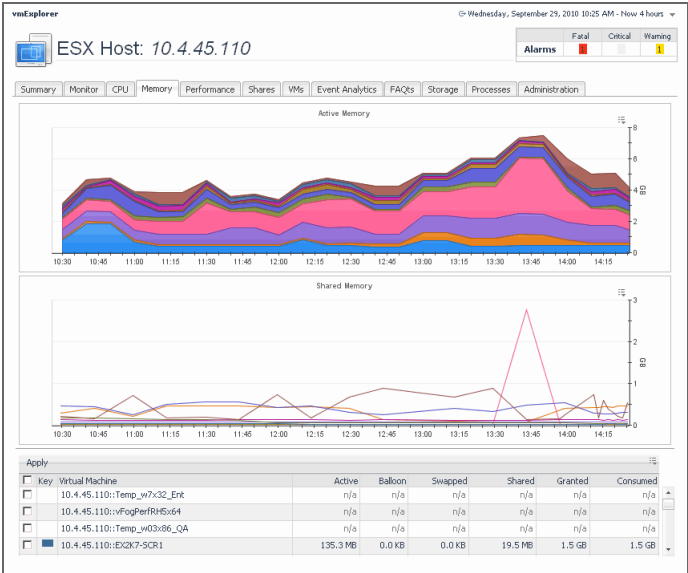 vmExplorer
Wednesday, September 29, 2010 10:25 AM - Now 4 hours
ESX Host: 10.4.45.110
Fatal Critical Warning
Alarms 1 1
Summary Monitor CPU Memory Performance Shares VMs Event Analytics FAQts Storage Processes Administration
Active Memory
8
6
4
2
0
GB
10:30 10:45 11:00 11:15 11:30 11:45 12:00 12:15 12:45 12:45 13:00 13:15 13:30 13:45 14:00 14:15
Shared Memory
3
2
1
0
GB
10:30 10:45 11:00 11:15 11:30 11:45 12:00 12:15 12:45 12:45 13:00 13:15 13:30 13:45 14:00 14:15
Apply
Key Virtual Machine Active Balloon Swapped Shared Granted Consumed
10.4.45.110::Temp_w7x32_Ent n/a n/a n/a n/a n/a n/a
10.4.45.110::vFogPerfRH5x64 n/a n/a n/a n/a n/a n/a
10.4.45.110::Temp_w03x86_QA n/a n/a n/a n/a n/a n/a
10.4.45.110::EX2K7-SCR1 135.3 MB 0.0 KB 0.0 KB 19.5 MB 1.5 GB 1.5 GB